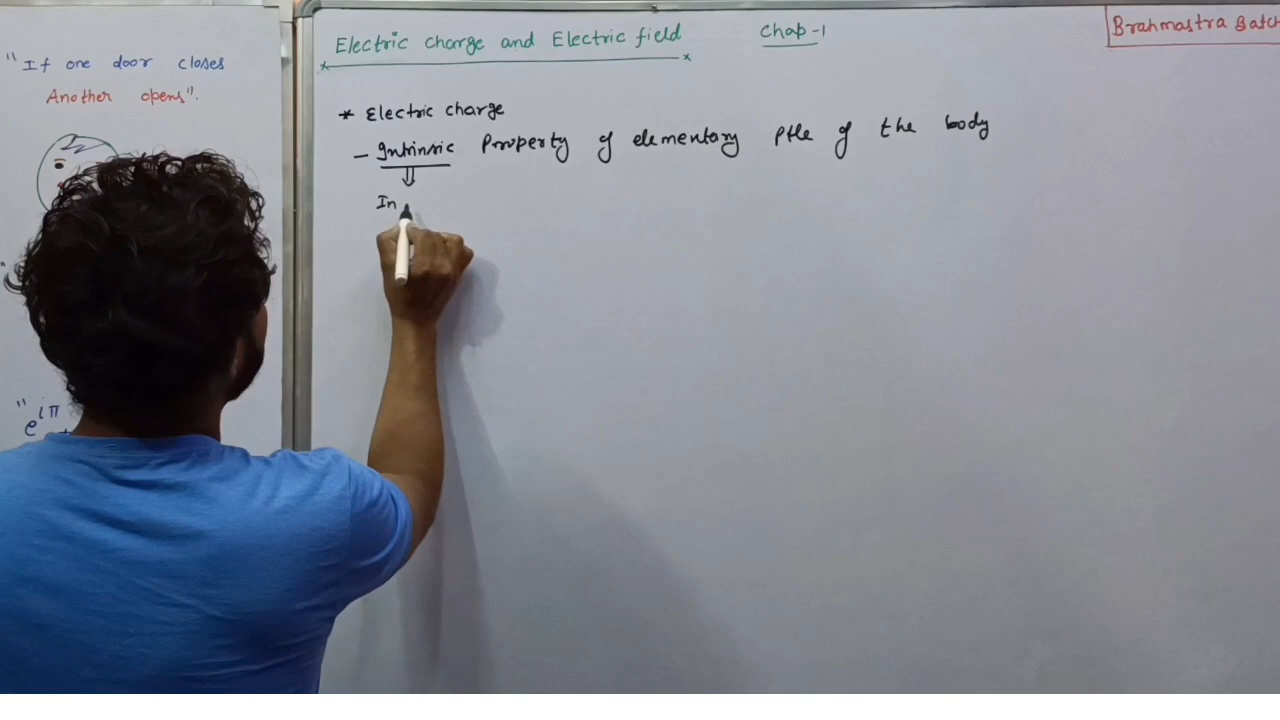 "If one door closes
Another opens".
Electric charge and Electric field
Chap-1
Brahmastra Batch
* Electric charge
- Intrinsic Property of elementary ptle of the body
⇓
In
"
" e^iπ